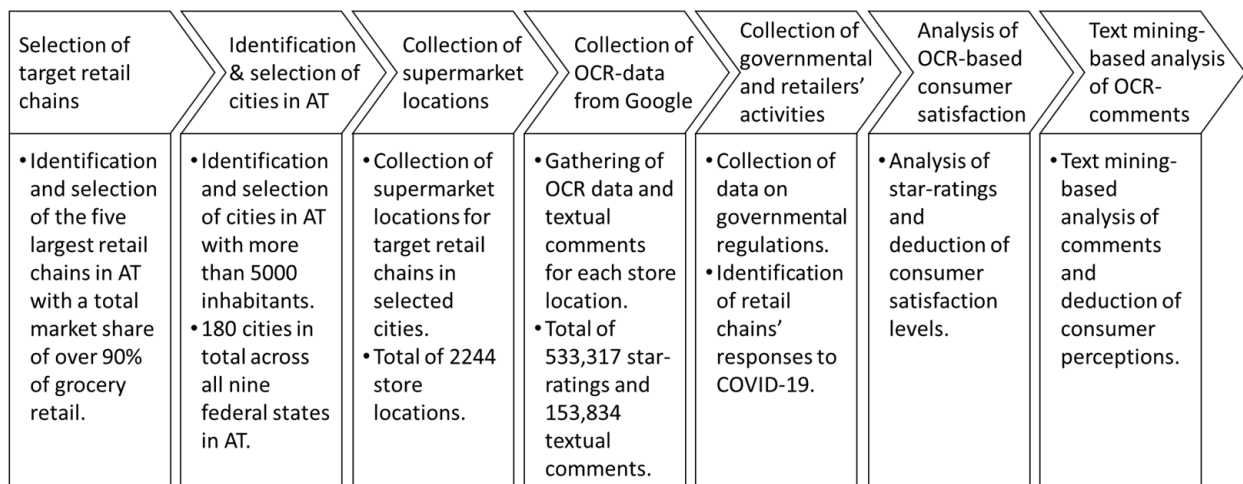 Selection of
target retail
chains
Identification
& selection of
cities in AT
Collection of
supermarket
locations
Collection of
OCR-data
from Google
Collection of
governmental
and retailers’
activities
Analysis of
OCR-based
consumer
satisfaction
Text mining-
based analysis
of OCR-
comments
• Identification
and selection
of the five
largest retail
chains in AT
with a total
market share
of over 90%
of grocery
retail.
• Identification
and selection
of cities in AT
with more
than 5000
inhabitants.
• 180 cities in
total across
all nine
federal states
in AT.
• Collection of
supermarket
locations for
target retail
chains in
selected
cities.
• Total of 2244
store
locations.
• Gathering of
OCR data and
textual
comments
for each store
location.
• Total of
533,317 star-
ratings and
153,834
textual
comments.
• Collection of
data on
governmental
regulations.
• Identification
of retail
chains’
responses to
COVID-19.
• Analysis of
star-ratings
and
deduction of
consumer
satisfaction
levels.
• Text mining-
based
analysis of
comments
and
deduction of
consumer
perceptions.